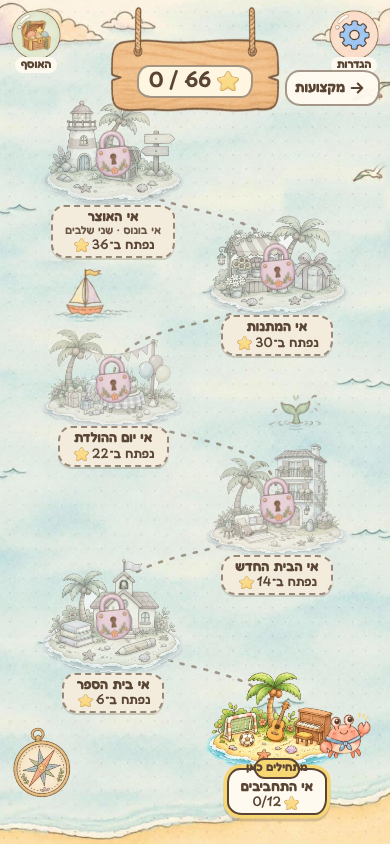 האוסף
0 / 66
הגדרות
מקצועות →
אי האוצר
אי בונוס · שני שלבים
נפתח ב־36
אי המתנות
נפתח ב־30
אי יום ההולדת
נפתח ב־22
אי הבית החדש
נפתח ב־14
אי בית הספר
נפתח ב־6
מתחילים כאן
אי התחביבים
0/12